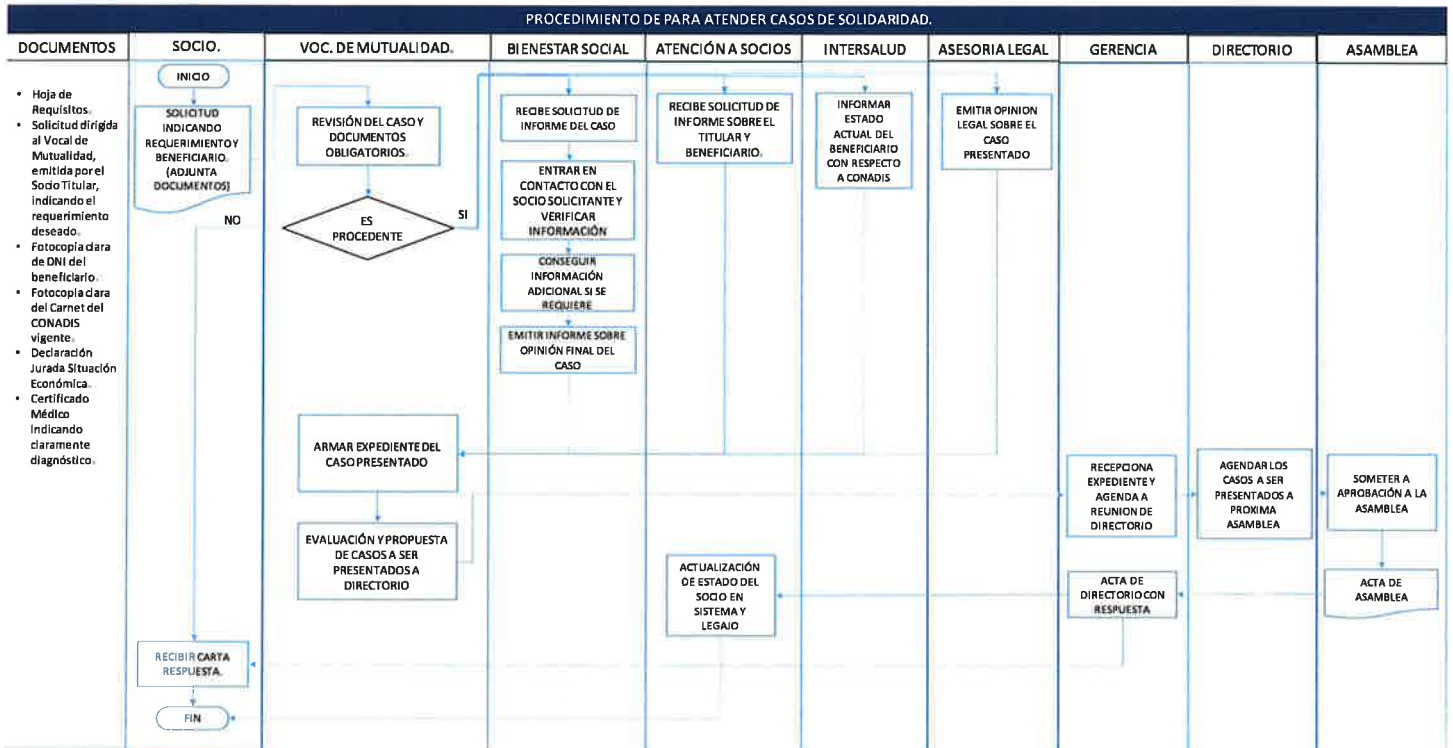 PROCEDIMIENTO DE PARA ATENDER CASOS DE SOLIDARIDAD.
DOCUMENTOS
SOCIO.
VOC. DE MUTUALIDAD.
BIENESTAR SOCIAL
ATENCIÓN A SOCIOS
INTERSALUD
ASESORIA LEGAL
GERENCIA
DIRECTORIO
ASAMBLEA
• Hoja de
Requisitos.
• Solicitud dirigida
al Vocal de
Mutualidad,
emitida por el
Socio Titular,
indicando el
requerimiento
deseado.
• Fotocopia clara
de DNI del
beneficiario.
• Fotocopia clara
del Carnet del
CONADIS
vigente.
• Declaración
Jurada Situación
Económica.
• Certificado
Médico
Indicando
claramente
diagnóstico.
INICIO
SOLICITUD
INDICANDO
REQUERIMIENTO Y
BENEFICIARIO.
(ADJUNTA
DOCUMENTOS)
NO
REVISIÓN DEL CASO Y
DOCUMENTOS
OBLIGATORIOS.
ES
PROCEDENTE
SI
RECIBE SOLICITUD DE
INFORME DEL CASO
ENTRAR EN
CONTACTO CON EL
SOCIO SOLICITANTE Y
VERIFICAR
INFORMACIÓN
CONSEGUIR
INFORMACIÓN
ADICIONAL SI SE
REQUIERE
EMITIR INFORME SOBRE
OPINIÓN FINAL DEL
CASO
RECIBE SOLICITUD DE
INFORME SOBRE EL
TITULAR Y
BENEFICIARIO.
INFORMAR
ESTADO
ACTUAL DEL
BENEFICIARIO
CON RESPECTO
A CONADIS
EMITIR OPINION
LEGAL SOBRE EL
CASO
PRESENTADO
ARMAR EXPEDIENTE DEL
CASO PRESENTADO
EVALUACIÓN Y PROPUESTA
DE CASOS A SER
PRESENTADOS A
DIRECTORIO
RECEPCIONA
EXPEDIENTE Y
AGENDA A
REUNION DE
DIRECTORIO
AGENDAR LOS
CASOS A SER
PRESENTADOS A
PROXIMA
ASAMBLEA
SOMETER A
APROBACIÓN A LA
ASAMBLEA
ACTA DE
ASAMBLEA
ACTA DE
DIRECTORIO CON
RESPUESTA
ACTUALIZACIÓN
DE ESTADO DEL
SOCIO EN
SISTEMA Y
LEGAJO
RECIBIR CARTA
RESPUESTA.
FIN